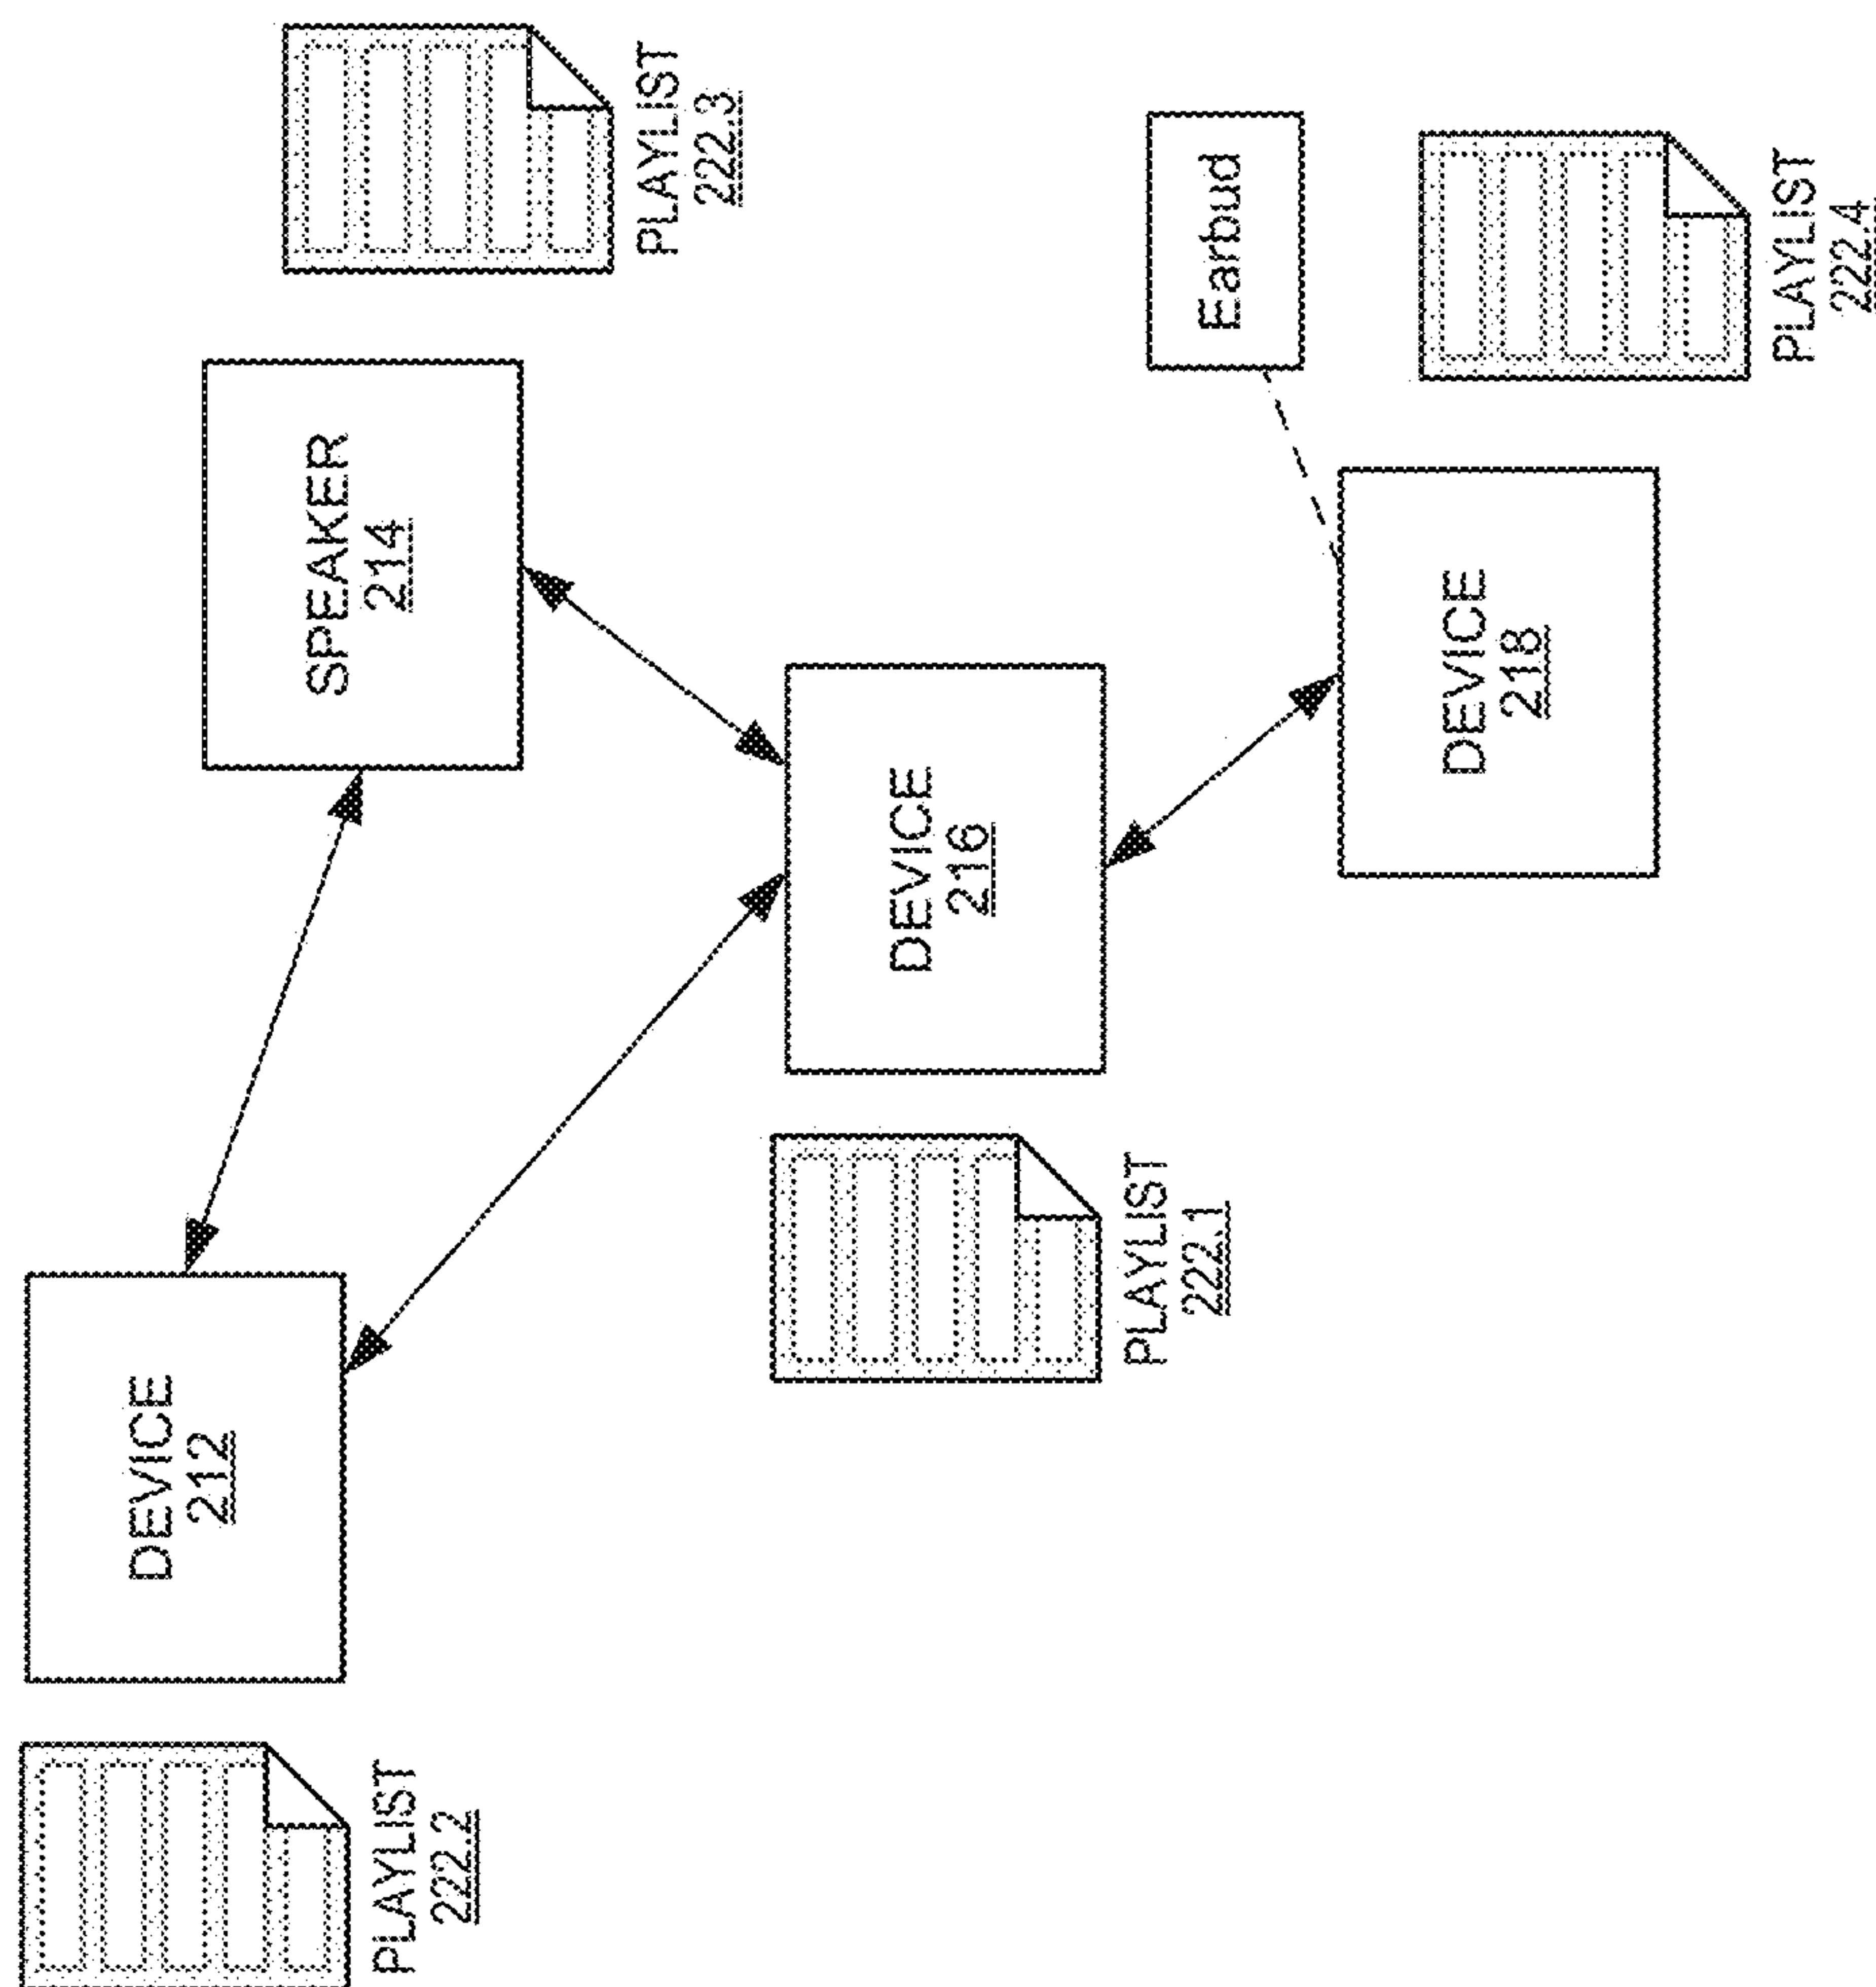 PLAYLIST
222.2
DEVICE
212
SPEAKER
214
PLAYLIST
222.3
PLAYLIST
222.1
DEVICE
216
Earbud
DEVICE
218
PLAYLIST
222.4